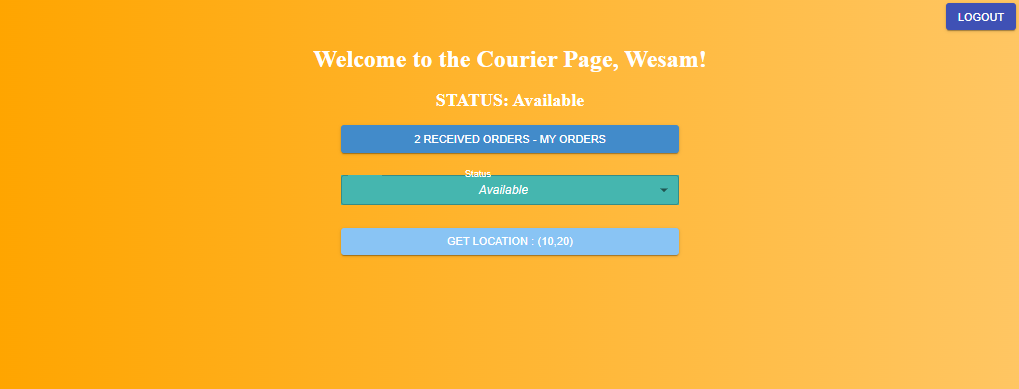 LOGOUT
Welcome to the Courier Page, Wesam!
STATUS: Available
2 RECEIVED ORDERS - MY ORDERS
Status
Available
GET LOCATION : (10,20)